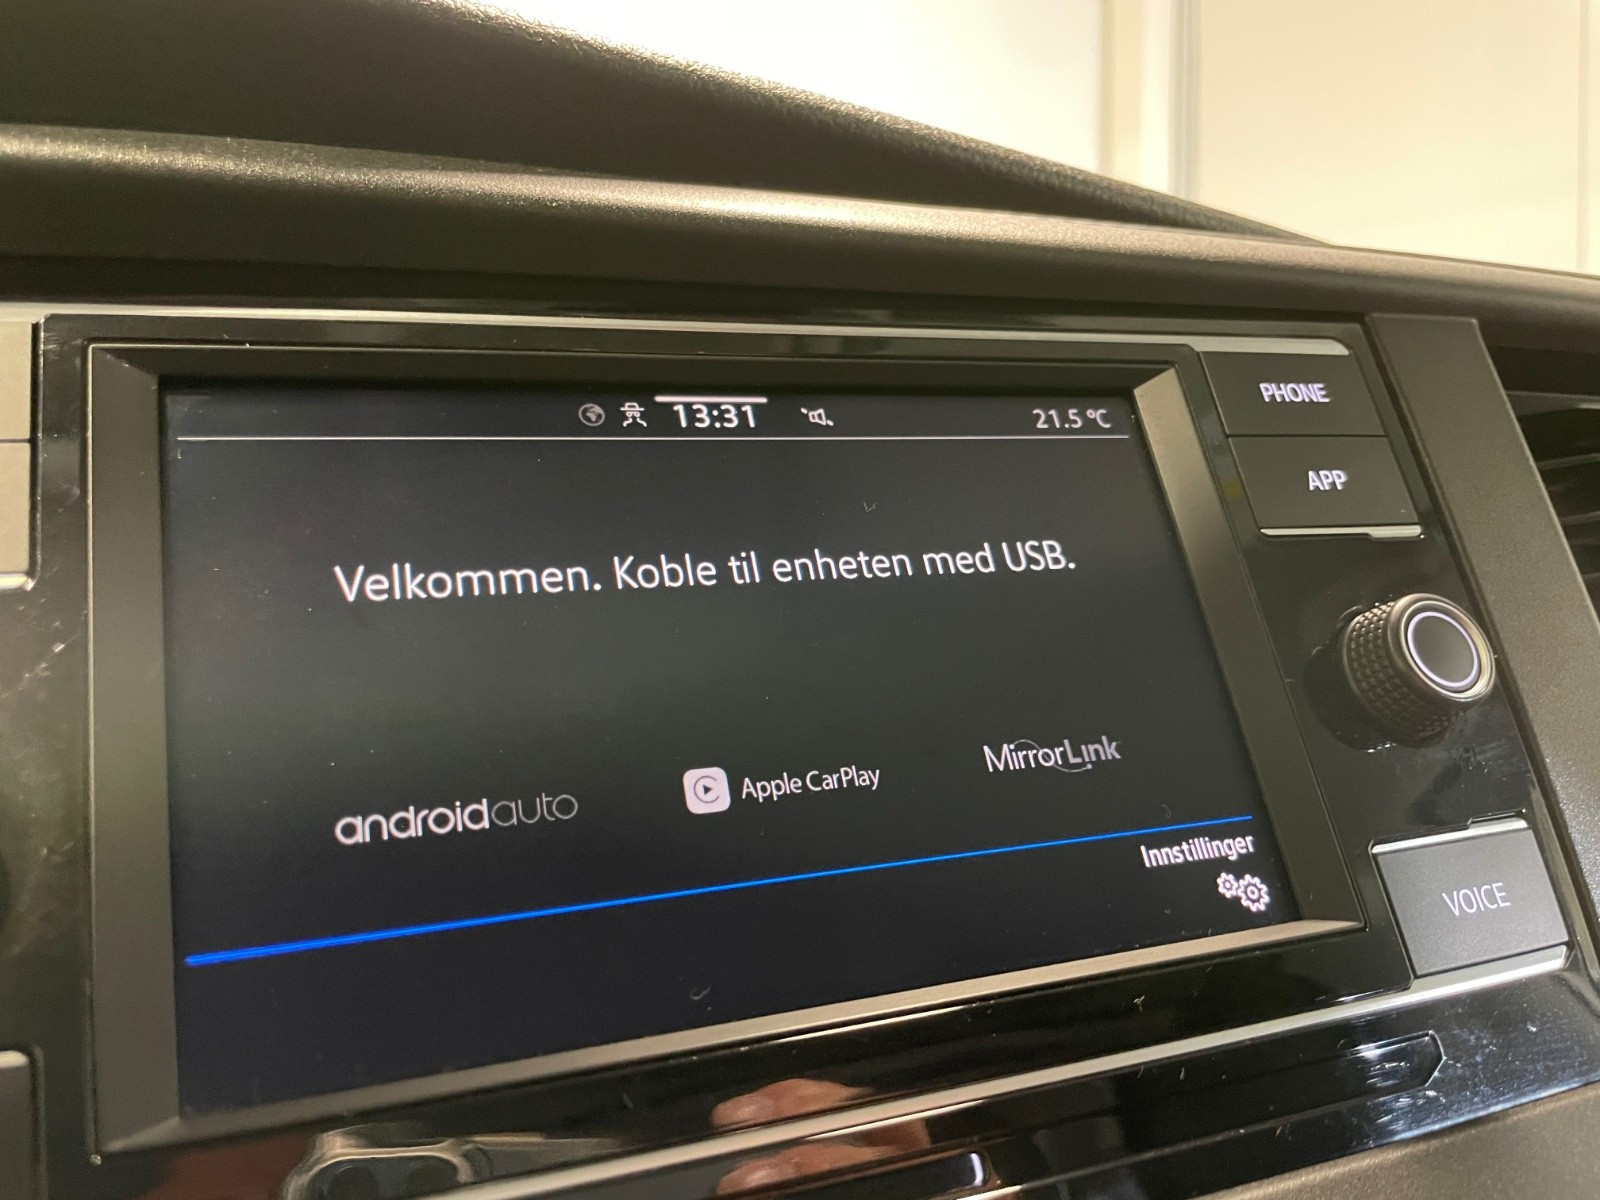 13:31
21.5 °C
PHONE
APP
Velkommen. Koble til enheten med USB.
androidauto
Apple CarPlay
MirrorLink
Innstillinger
VOICE